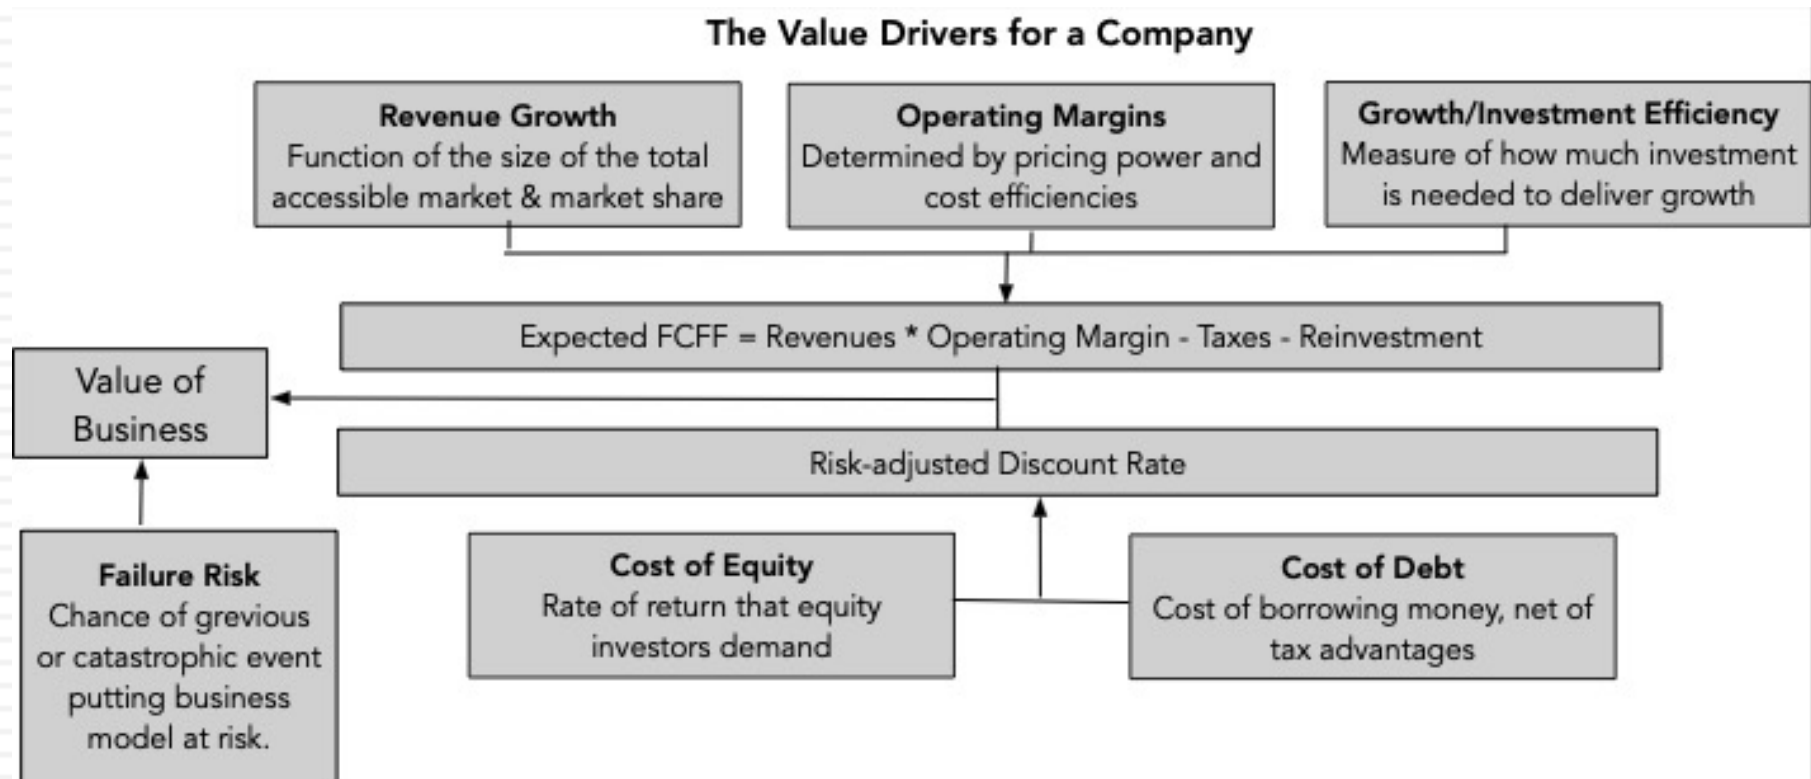 The Value Drivers for a Company
Revenue Growth
Function of the size of the total
accessible market & market share
Operating Margins
Determined by pricing power and
cost efficiencies
Growth/Investment Efficiency
Measure of how much investment
is needed to deliver growth
Expected FCFF = Revenues * Operating Margin - Taxes - Reinvestment
Value of
Business
Risk-adjusted Discount Rate
Failure Risk
Chance of grevious
or catastrophic event
putting business
model at risk.
Cost of Equity
Rate of return that equity
investors demand
Cost of Debt
Cost of borrowing money, net of
tax advantages